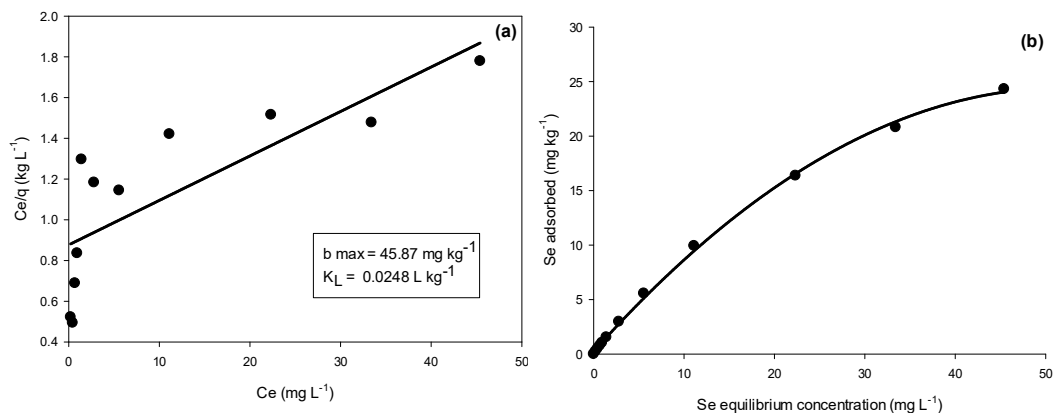 (a)
2.0
1.8
1.6
1.4
1.2
1.0
0.8
0.6
0.4
Ce/q (kg L⁻¹)
b max = 45.87 mg kg⁻¹
K_L = 0.0248 L kg⁻¹
0 10 20 30 40 50
Ce (mg L⁻¹)
(b)
30
25
20
15
10
5
0
Se adsorbed (mg kg⁻¹)
0 10 20 30 40 50
Se equilibrium concentration (mg L⁻¹)